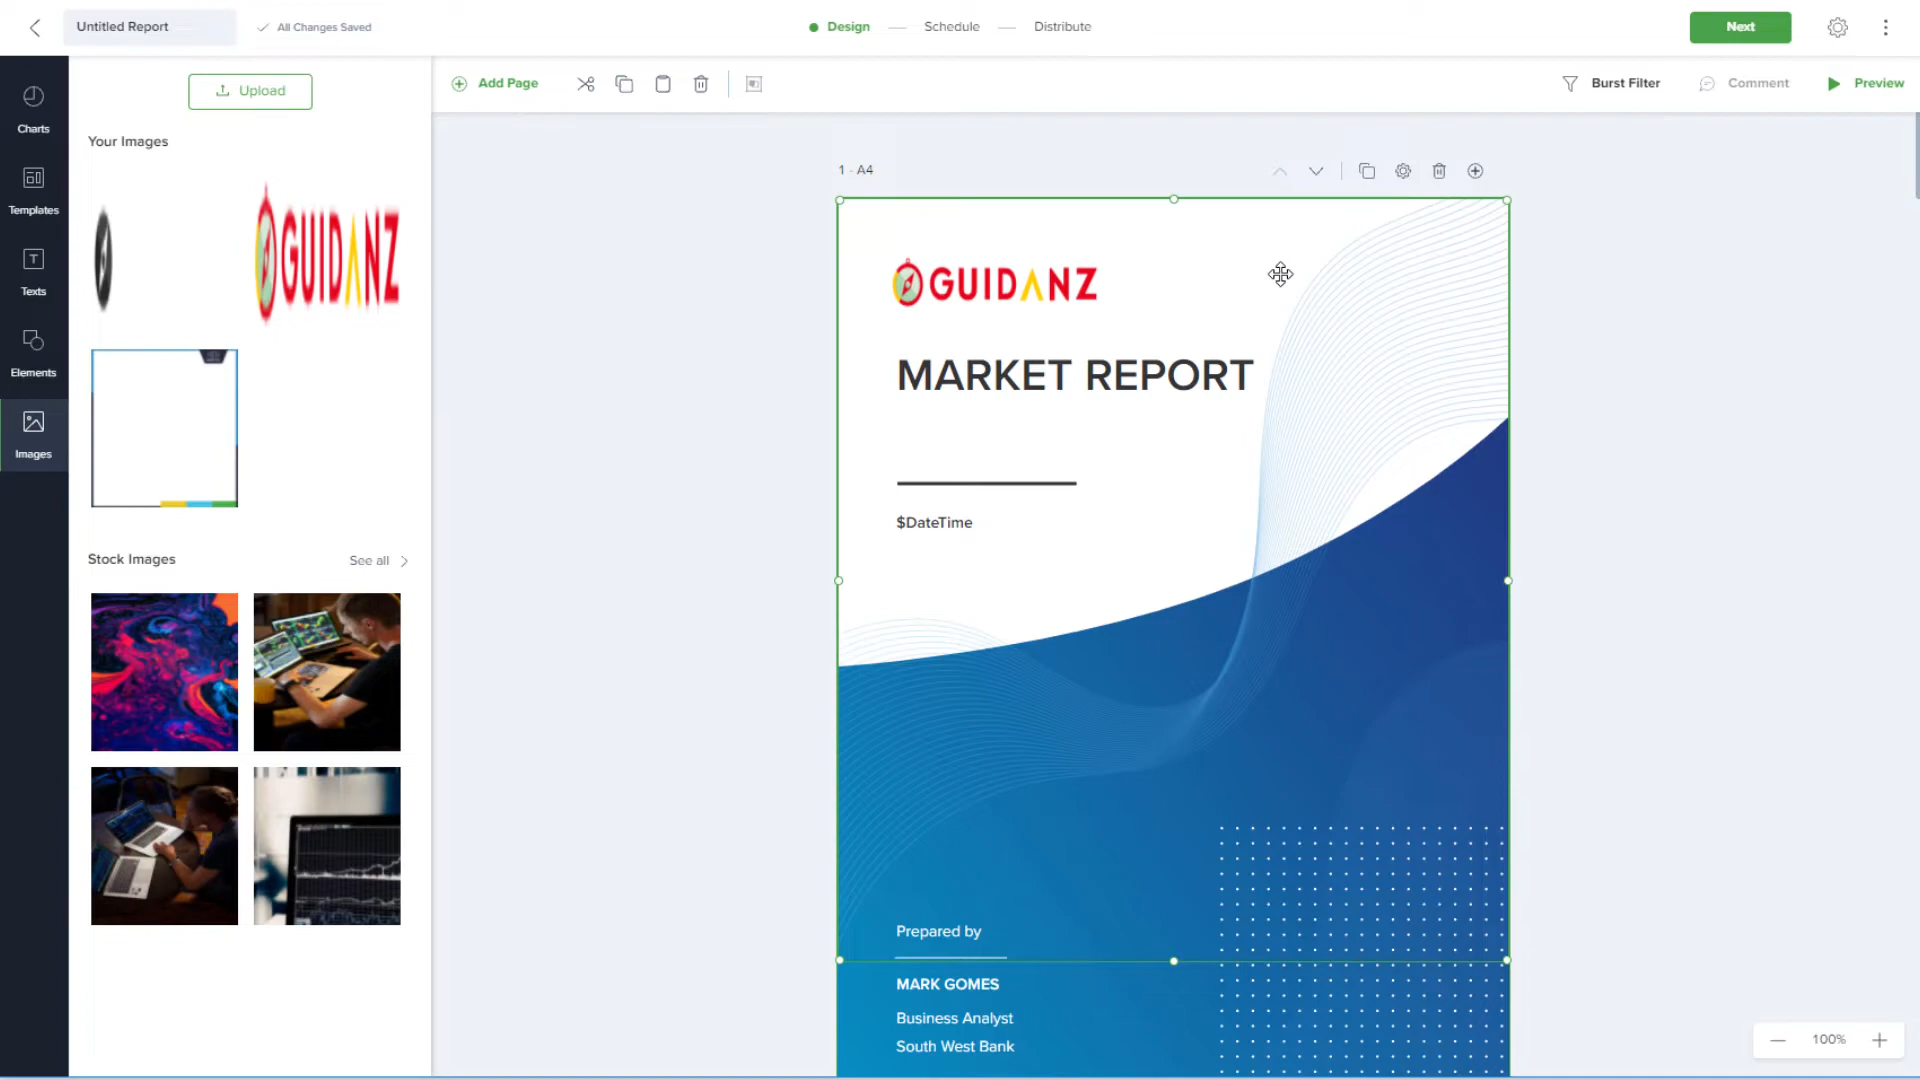 Untitled Report
All Changes Saved
Design
Schedule
Distribute
Next
Charts
Templates
Texts
Elements
Images
Upload
Your Images
GUIDANZ
Stock Images
See all
Add Page
Burst Filter
Comment
Preview
1 - A4
GUIDANZ
MARKET REPORT
$DateTime
Prepared by
MARK GOMES
Business Analyst
South West Bank
100%